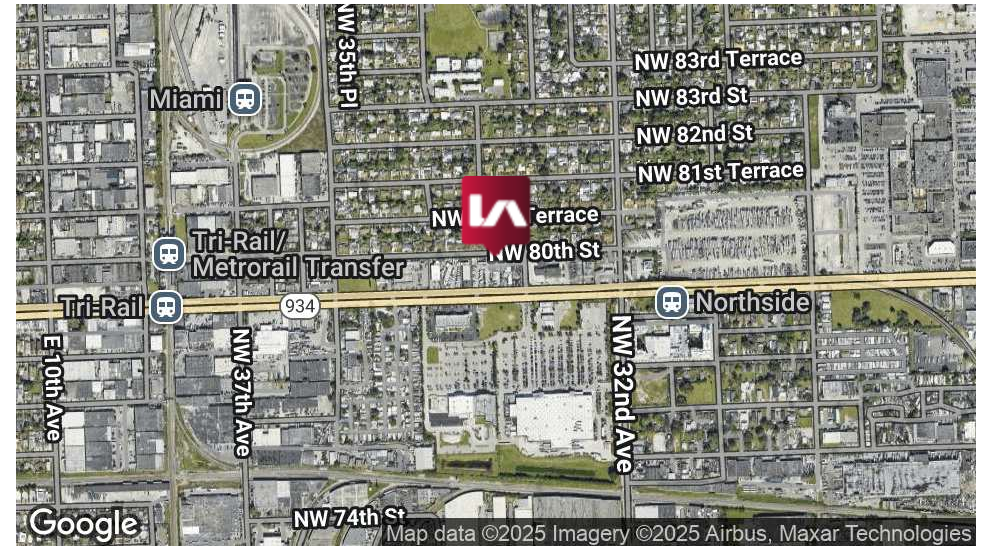 NW 35th Pl
NW 83rd Terrace
Miami
NW 83rd St
NW 82nd St
NW 81st Terrace
NW
Terrace
Tri-Rail/
Metrorail Transfer
NW 80th St
Tri-Rail
934
Northside
E 10th Ave
NW 37th Ave
NW 32nd Ave
NW 74th St
Google
Map data ©2025 Imagery ©2025 Airbus, Maxar Technologies